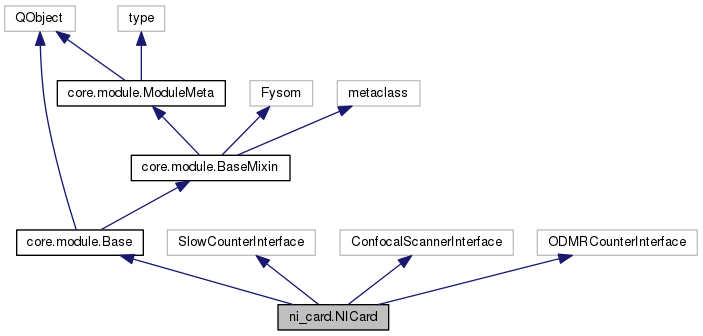 QObject
type
core.module.ModuleMeta
Fysom
metaclass
core.module.BaseMixin
core.module.Base
SlowCounterInterface
ConfocalScannerInterface
ODMRCounterInterface
ni_card.NICard